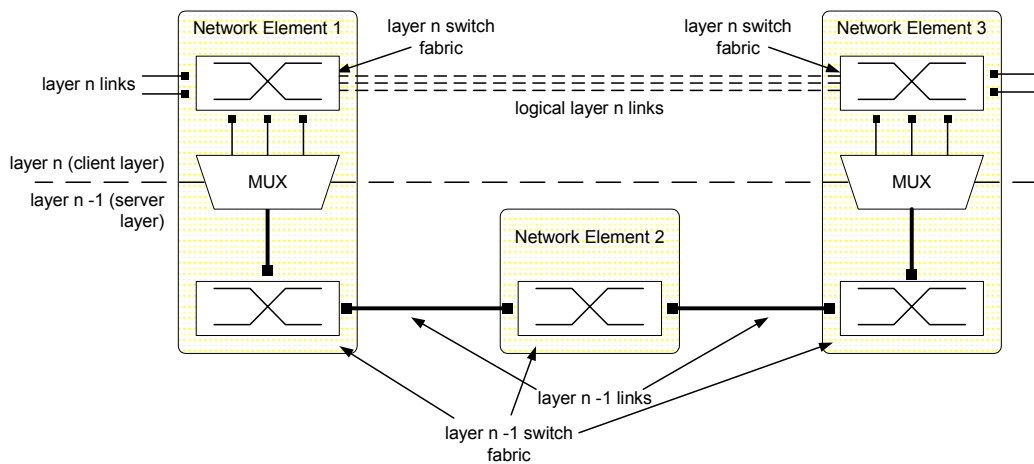 Network Element 1
layer n switch
fabric
layer n switch
fabric
Network Element 3
layer n links
logical layer n links
layer n (client layer)
MUX
MUX
layer n -1 (server
layer)
Network Element 2
layer n -1 links
layer n -1 switch
fabric